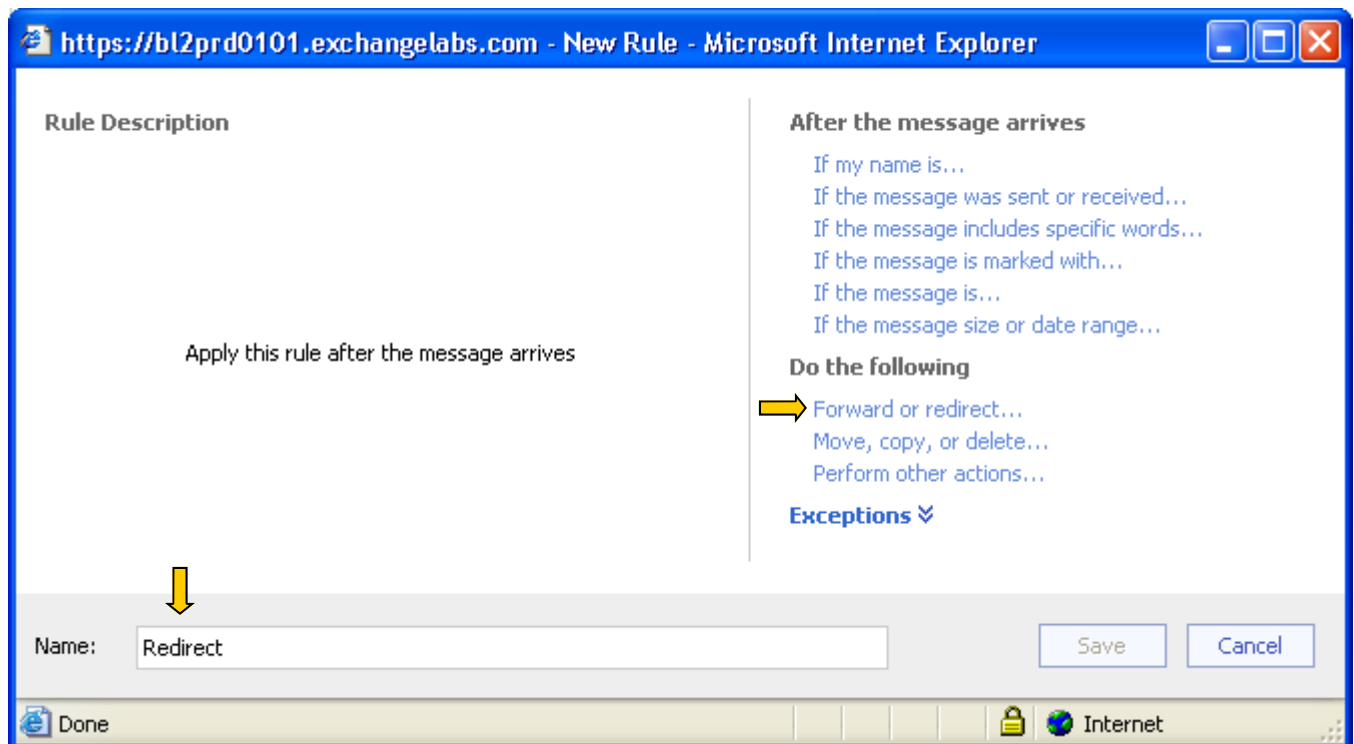 https://bl2prd0101.exchangelabs.com - New Rule - Microsoft Internet Explorer
Rule Description
Apply this rule after the message arrives
After the message arrives
If my name is...
If the message was sent or received...
If the message includes specific words...
If the message is marked with...
If the message is...
If the message size or date range...
Do the following
Forward or redirect...
Move, copy, or delete...
Perform other actions...
Exceptions
Name: Redirect
Save Cancel
Done Internet